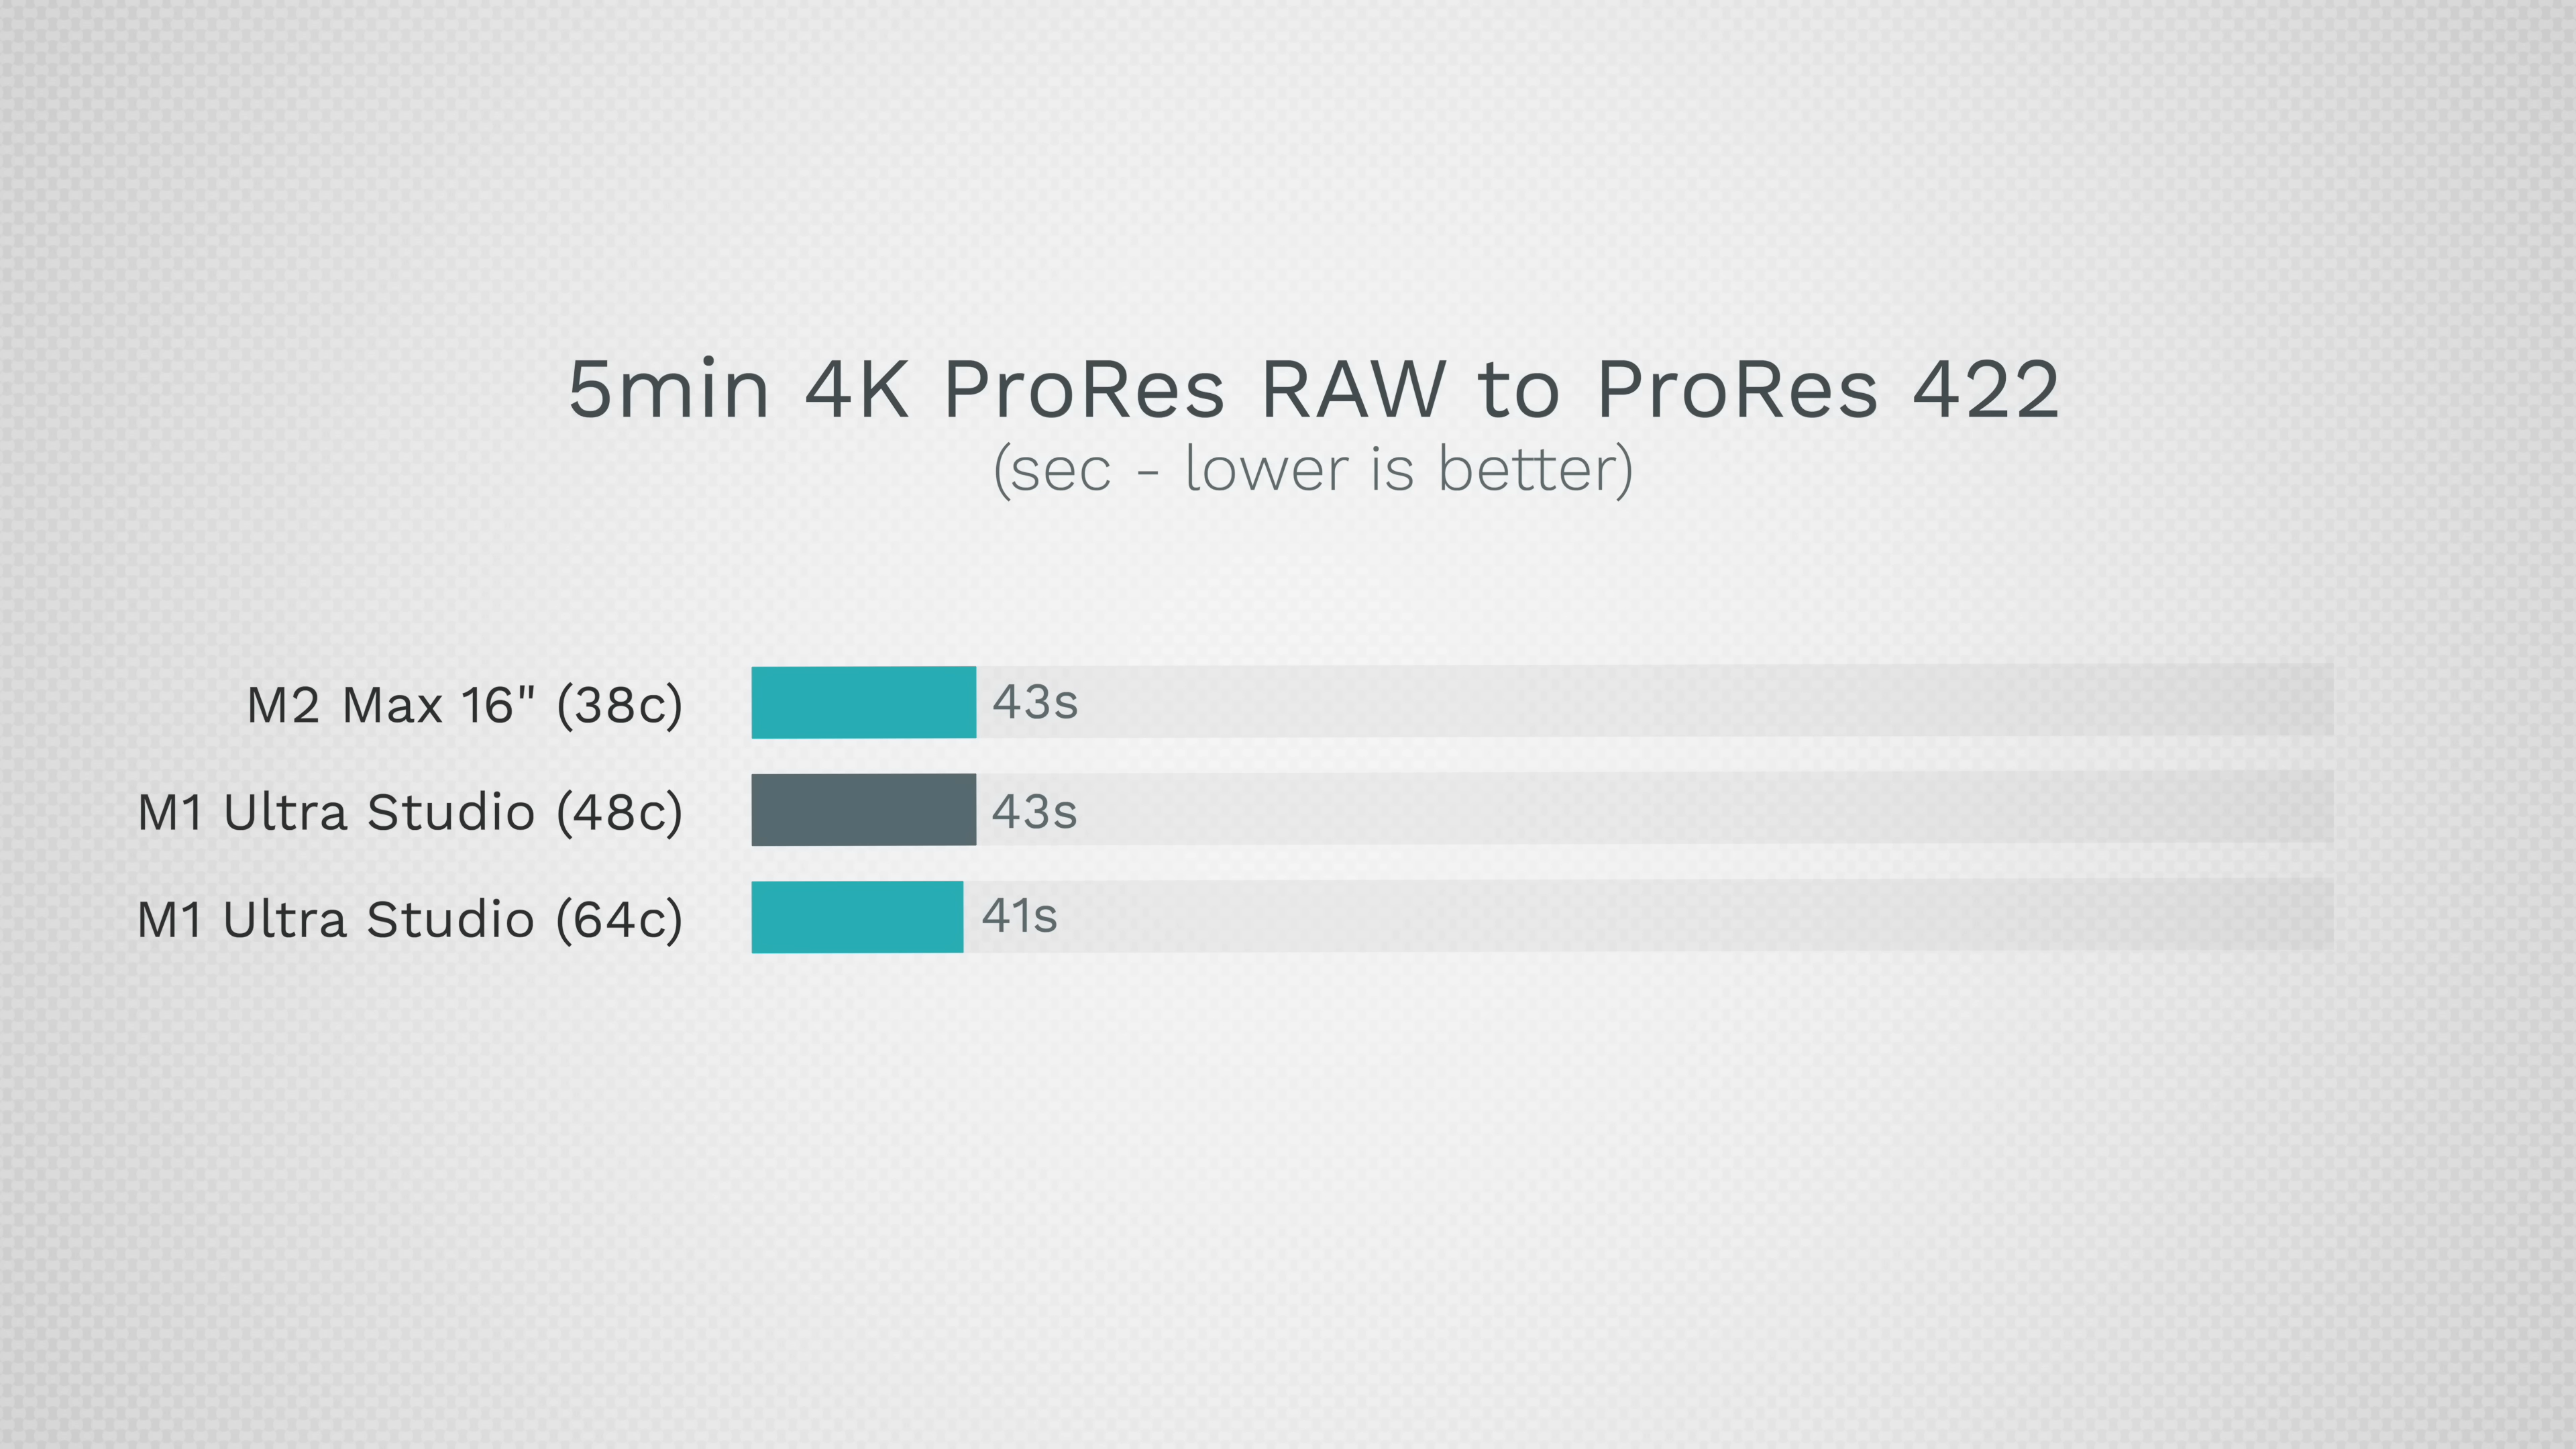 5min 4K ProRes RAW to ProRes 422
(sec - lower is better)
M2 Max 16" (38c) 43s
M1 Ultra Studio (48c) 43s
M1 Ultra Studio (64c) 41s